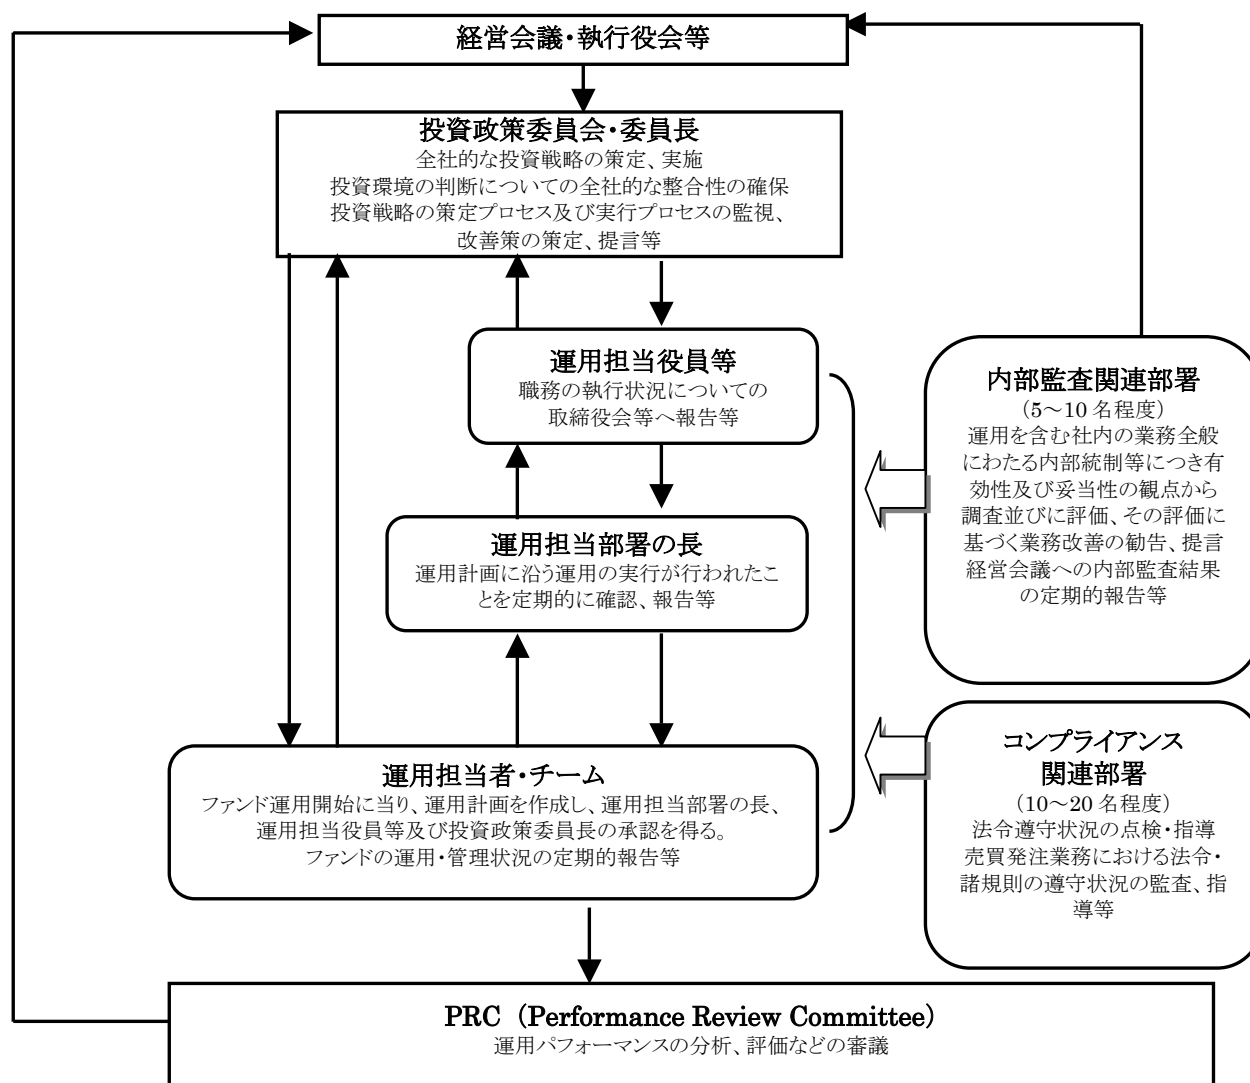 経営会議・執行役会等
投資政策委員会・委員長
全社的な投資戦略の策定、実施
投資環境の判断についての全社的な整合性の確保
投資戦略の策定プロセス及び実行プロセスの監視、
改善策の策定、提言等
運用担当役員等
職務の執行状況についての
取締役会等へ報告等
運用担当部署の長
運用計画に沿う運用の実行が行われたこ
とを定期的に確認、報告等
運用担当者・チーム
ファンド運用開始に当り、運用計画を作成し、運用担当部署の長、
運用担当役員等及び投資政策委員長の承認を得る。
ファンドの運用・管理状況の定期的報告等
内部監査関連部署
(5～10 名程度)
運用を含む社内の業務全般
にわたる内部統制等につき有
効性及び妥当性の観点から
調査並びに評価、その評価に
基づく業務改善の勧告、提言
経営会議への内部監査結果
の定期的報告等
コンプライアンス
関連部署
(10～20 名程度)
法令遵守状況の点検・指導
売買発注業務における法令・
諸規則の遵守状況の監査、指
導等
PRC (Performance Review Committee)
運用パフォーマンスの分析、評価などの審議